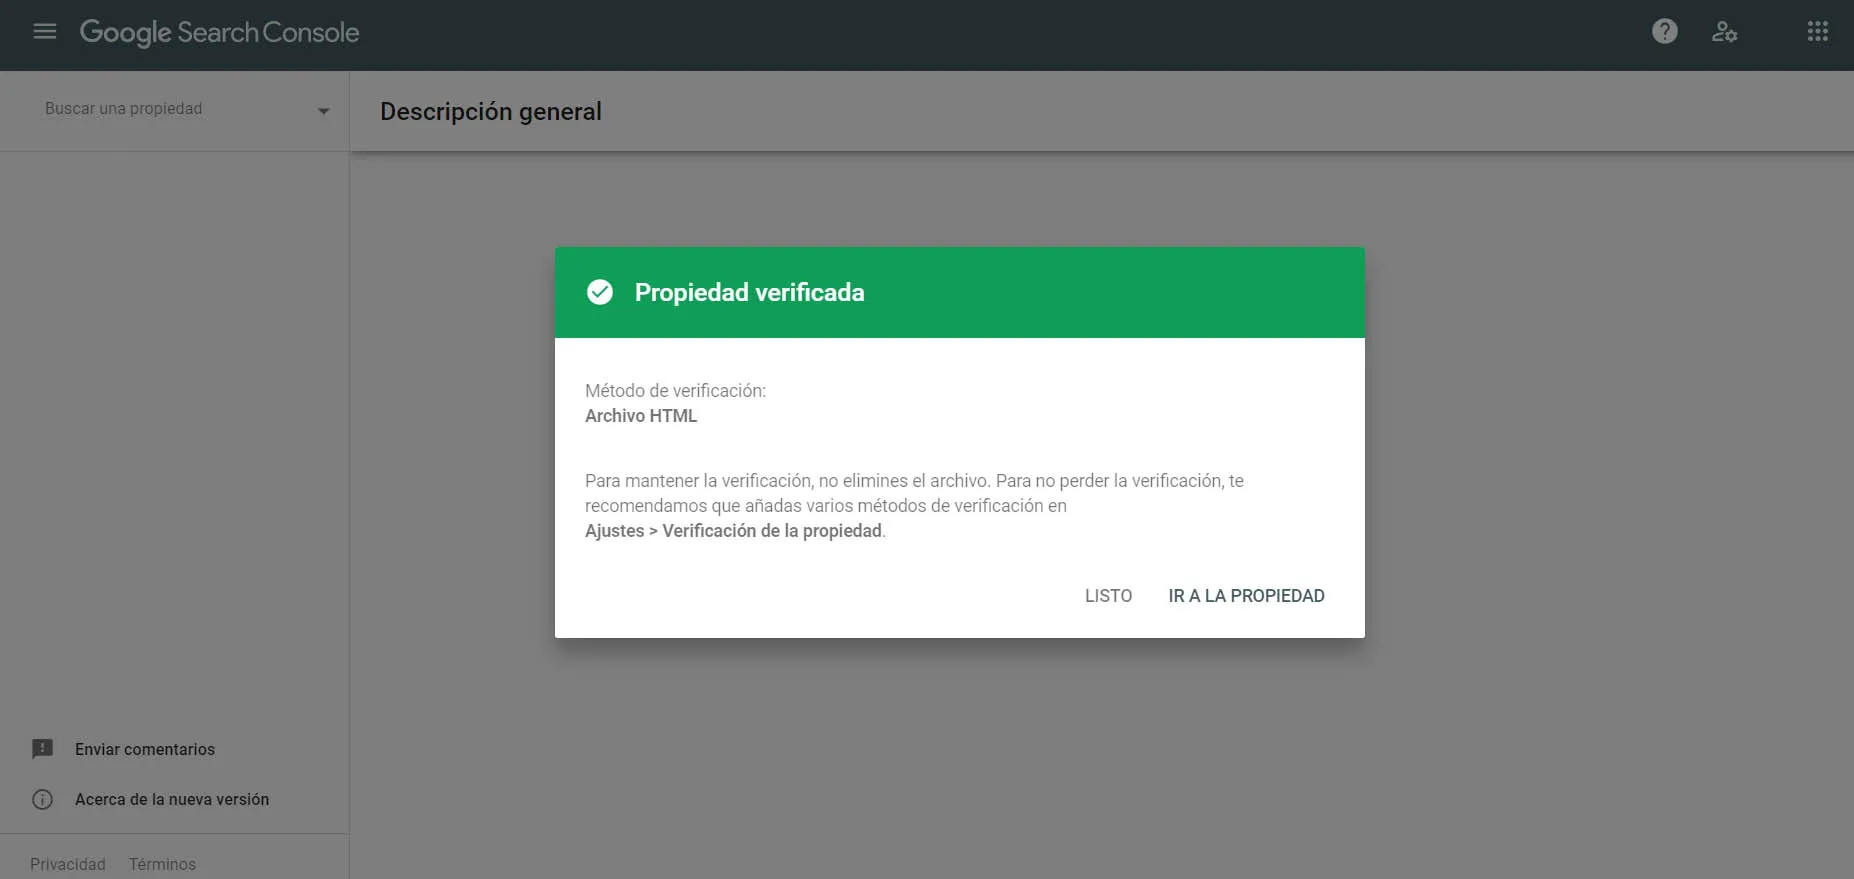 Google Search Console
Buscar una propiedad
Descripción general
Propiedad verificada
Método de verificación:
Archivo HTML
Para mantener la verificación, no elimines el archivo. Para no perder la verificación, te
recomendamos que añadas varios métodos de verificación en
Ajustes > Verificación de la propiedad.
LISTO IR A LA PROPIEDAD
Enviar comentarios
Acerca de la nueva versión
Privacidad Términos